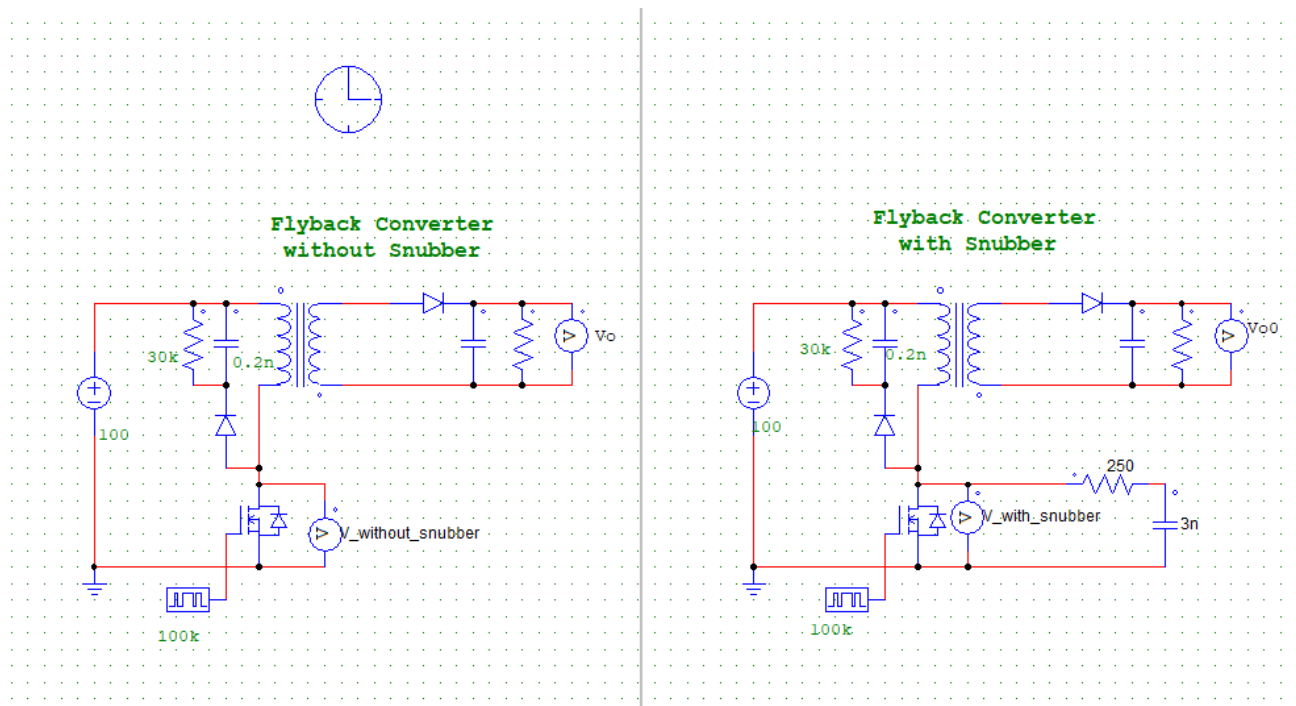 Flyback Converter
without Snubber
30k
0.2n
Vo
100
V_without_snubber
100k
Flyback Converter
with Snubber
30k
0.2n
Vo0
100
250
V_with_snubber
3n
100k